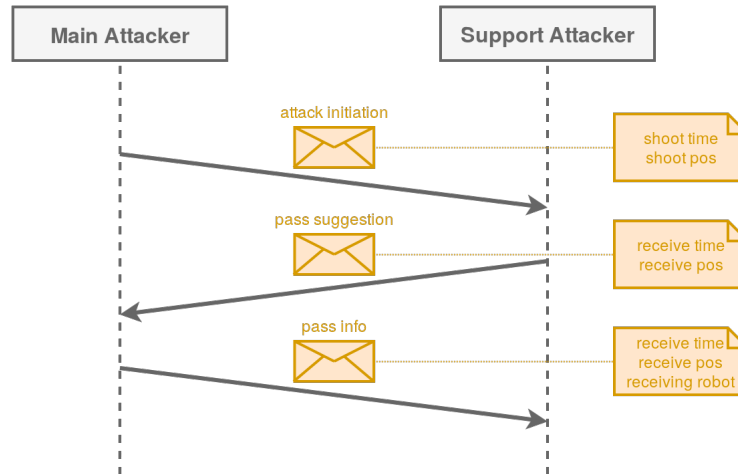 Main Attacker
Support Attacker
attack initiation
shoot time
shoot pos
pass suggestion
receive time
receive pos
pass info
receive time
receive pos
receiving robot